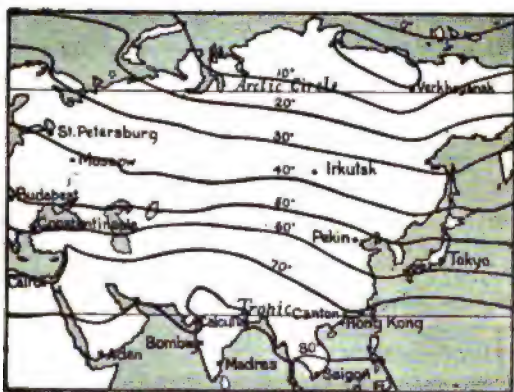 10°
Arctic Circle
Verkhoyansk
20°
St. Petersburg
30°
Moscow
40°
Irkutsk
Budapest
50°
Constantinople
60°
Pekin
Tokyo
70°
Cairo
Tropic
Canton
Hong Kong
Calcutta
Bombay
80°
Aden
Madras
Saigon